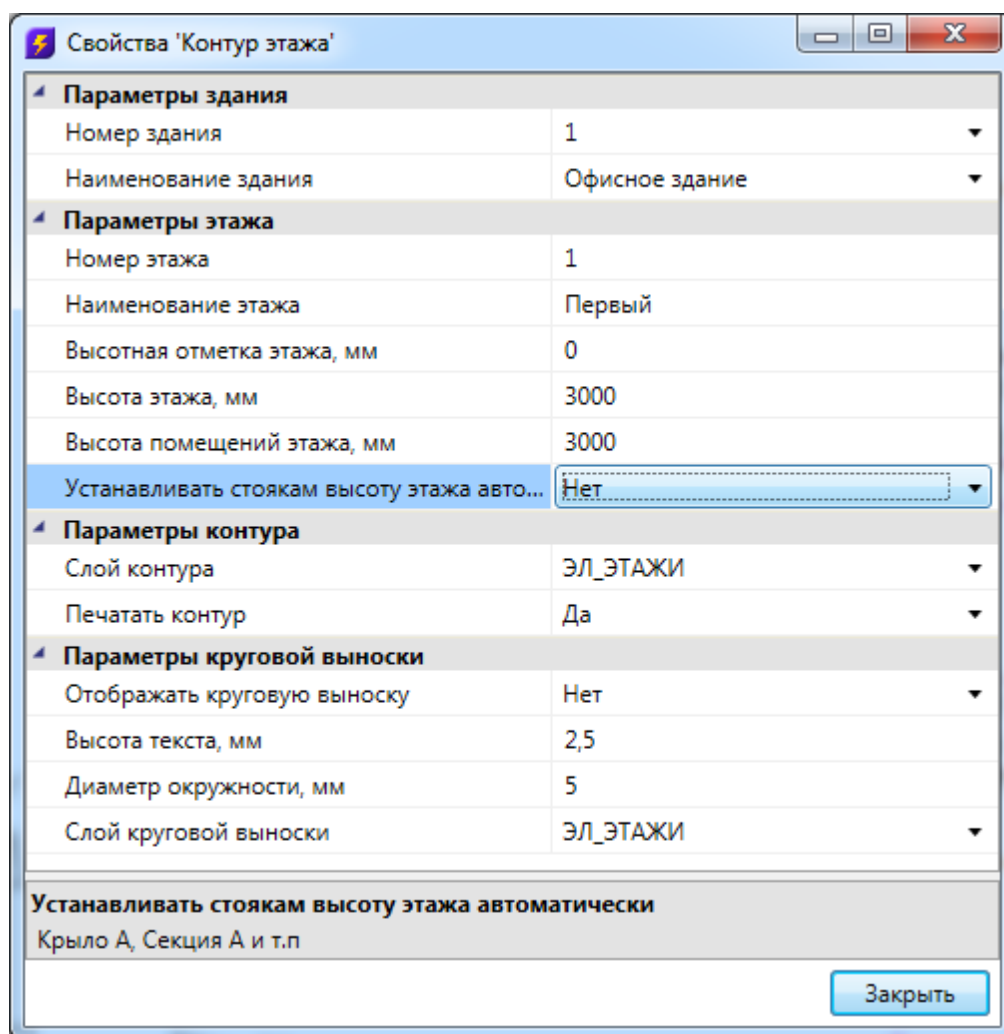 Свойства 'Контур этажа'
Параметры здания
Номер здания 1
Наименование здания Офисное здание
Параметры этажа
Номер этажа 1
Наименование этажа Первый
Высотная отметка этажа, мм 0
Высота этажа, мм 3000
Высота помещений этажа, мм 3000
Устанавливать стоякам высоту этажа авто... Нет
Параметры контура
Слой контура ЭЛ_ЭТАЖИ
Печатать контур Да
Параметры круговой выноски
Отображать круговую выноску Нет
Высота текста, мм 2,5
Диаметр окружности, мм 5
Слой круговой выноски ЭЛ_ЭТАЖИ
Устанавливать стоякам высоту этажа автоматически
Крыло А, Секция А и т.п
Закрыть